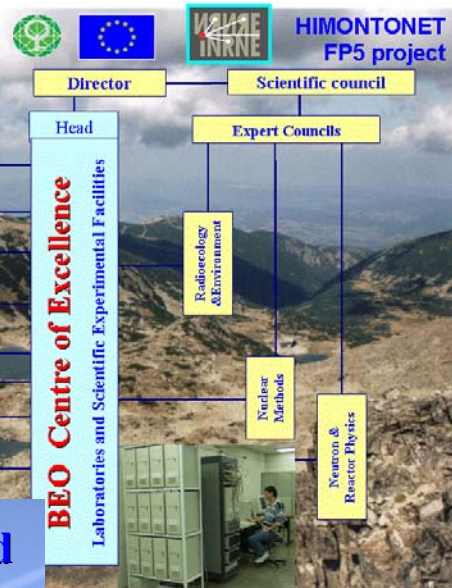 HIMONTONET
FP5 project
INRNE
Director
Scientific council
Head
Expert Councils
BEO Centre of Excellence
Laboratories and Scientific Experimental Facilities
Radioecology
&Environment
Nuclear
Methods
Neutron &
Reactor Physics
d